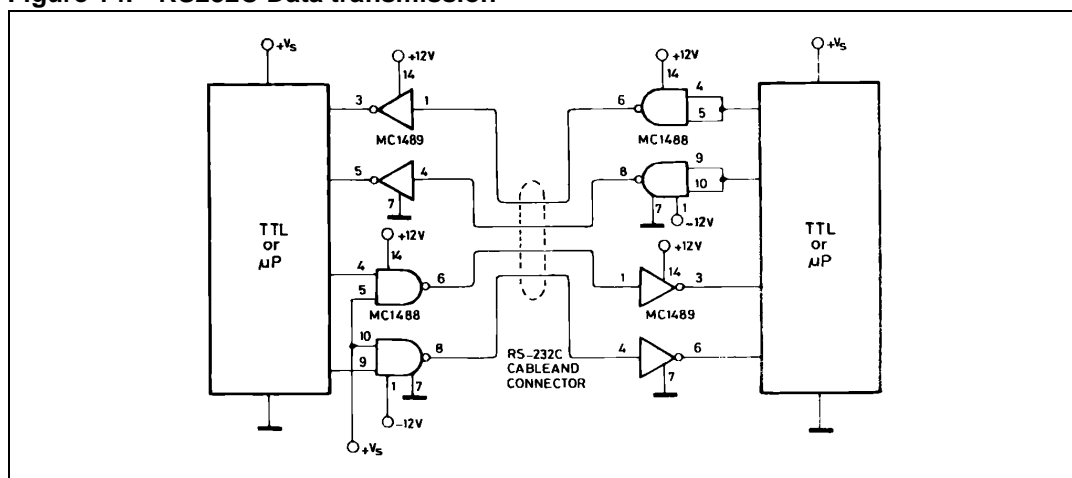 Figure 14. RS232C Data transmission
+Vs
+12V
14
3
1
MC1489
5
4
7
TTL
or
µP
+12V
14
4
5
6
MC1488
10
9
8
1
7
-12V
+Vs
RS-232C
CABLEAND
CONNECTOR
+12V
14
6
4
5
MC1488
8
9
10
7
1
-12V
+12V
14
1
3
MC1489
4
6
7
+Vs
TTL
or
µP